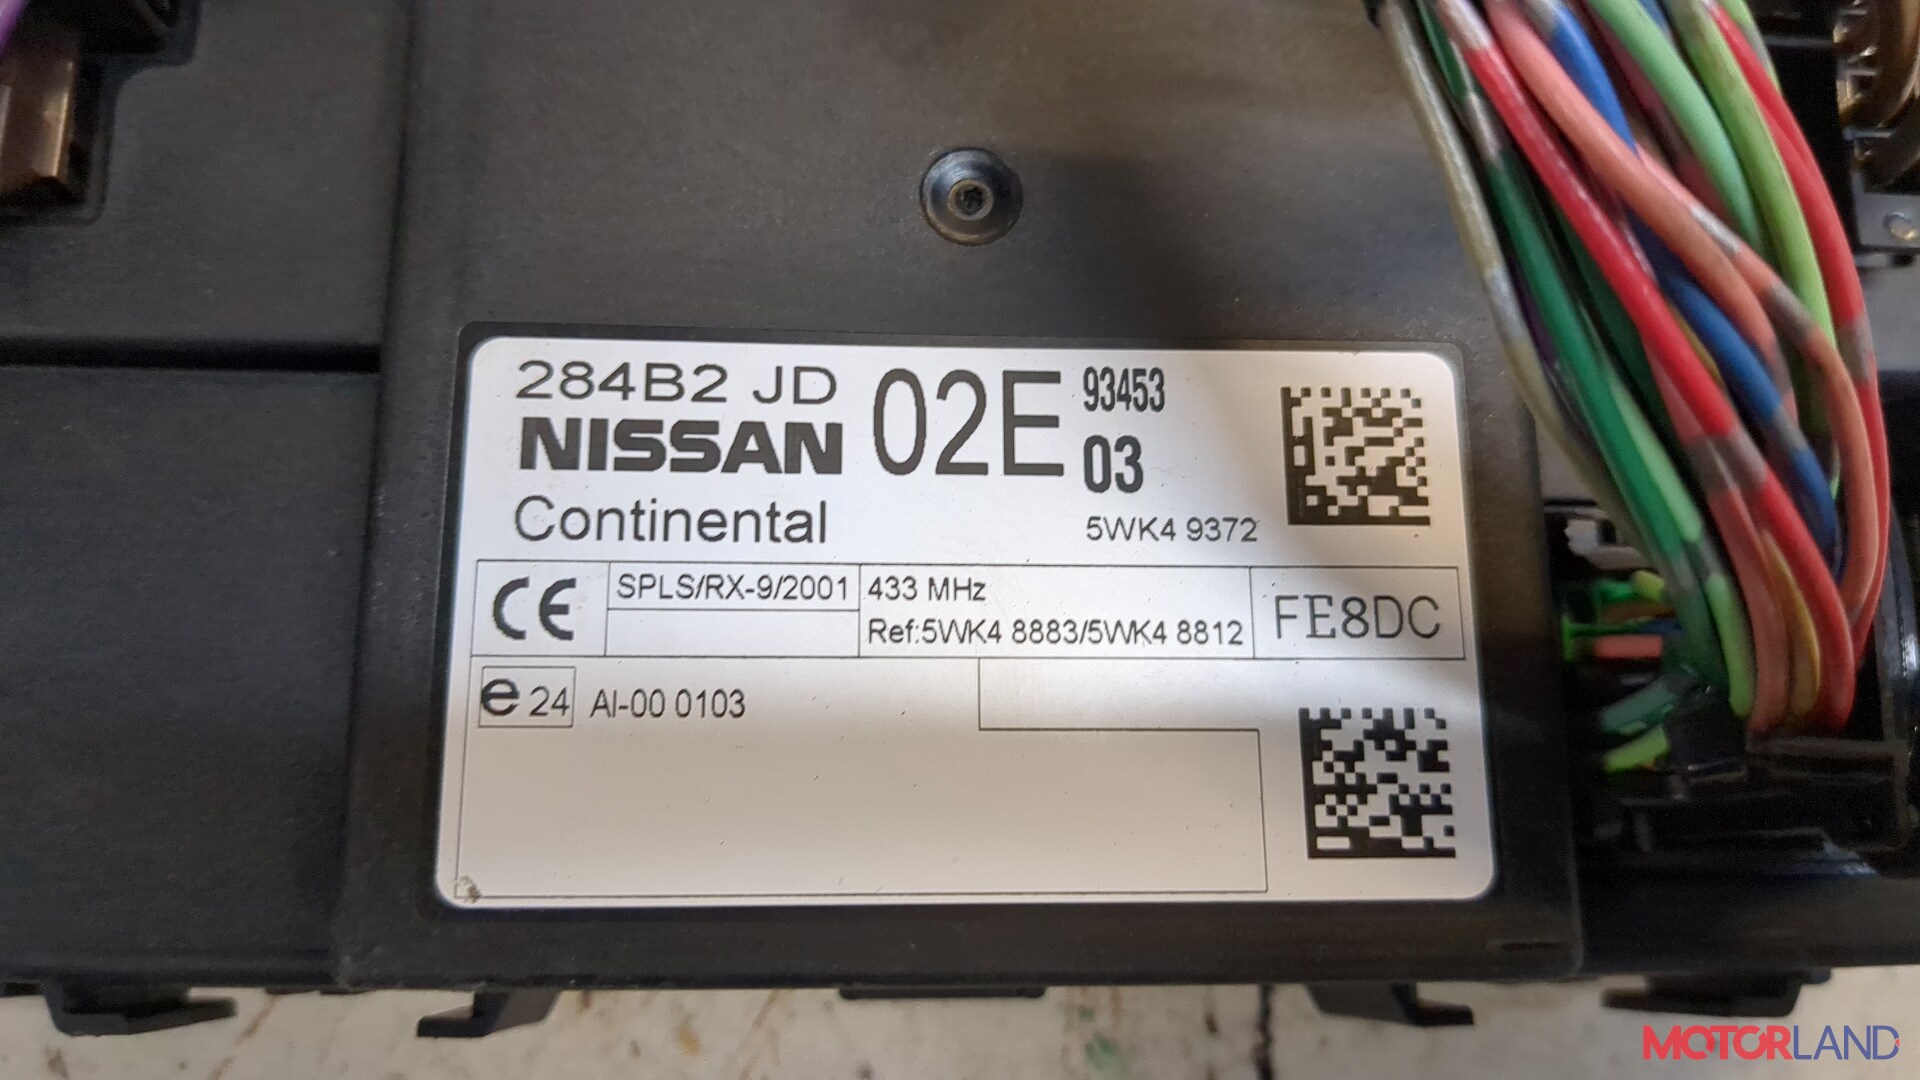 284B2 JD 02E 93453
NISSAN 03
Continental 5WK4 9372
CE SPLS/RX-9/2001 433 MHz
Ref:5WK4 8883/5WK4 8812 FE8DC
e 24 AI-00 0103
MOTORLAND